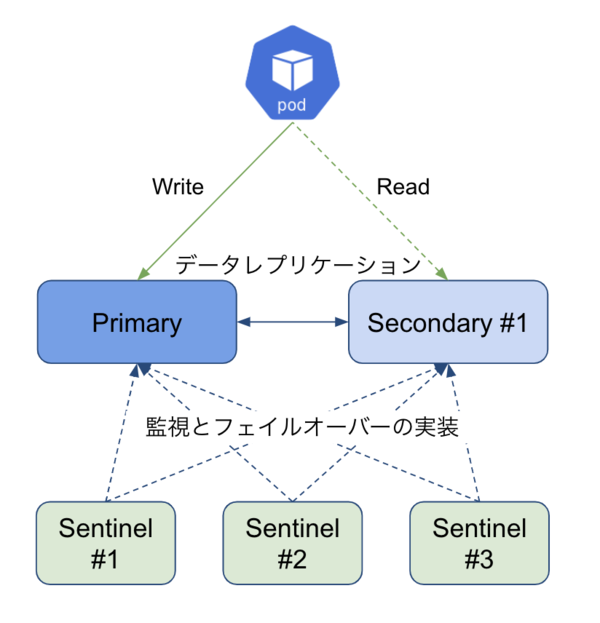 pod
Write
Read
データレプリケーション
Primary
Secondary #1
監視とフェイルオーバーの実装
Sentinel
#1
Sentinel
#2
Sentinel
#3